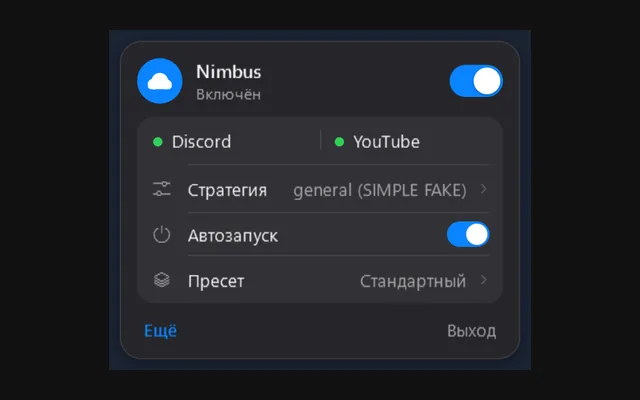 Nimbus
Включён
Discord YouTube
Стратегия general (SIMPLE FAKE)
Автозапуск
Пресет Стандартный
Ещё Выход